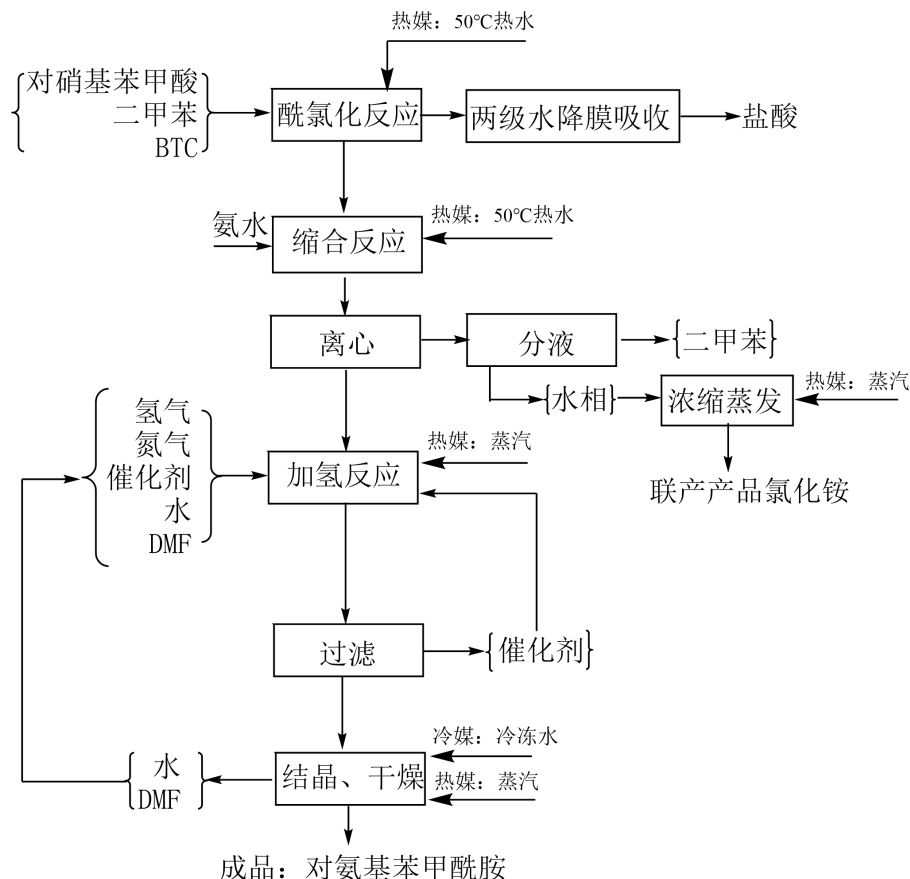 热媒：50℃热水
对硝基苯甲酸
二甲苯
BTC
酰氯化反应
两级水降膜吸收
盐酸
氨水
缩合反应
热媒：50℃热水
离心
分液
二甲苯
水相
浓缩蒸发
热媒：蒸汽
联产产品氯化铵
氢气
氮气
催化剂
水
DMF
加氢反应
热媒：蒸汽
过滤
催化剂
水
DMF
结晶、干燥
冷媒：冷冻水
热媒：蒸汽
成品：对氨基苯甲酰胺